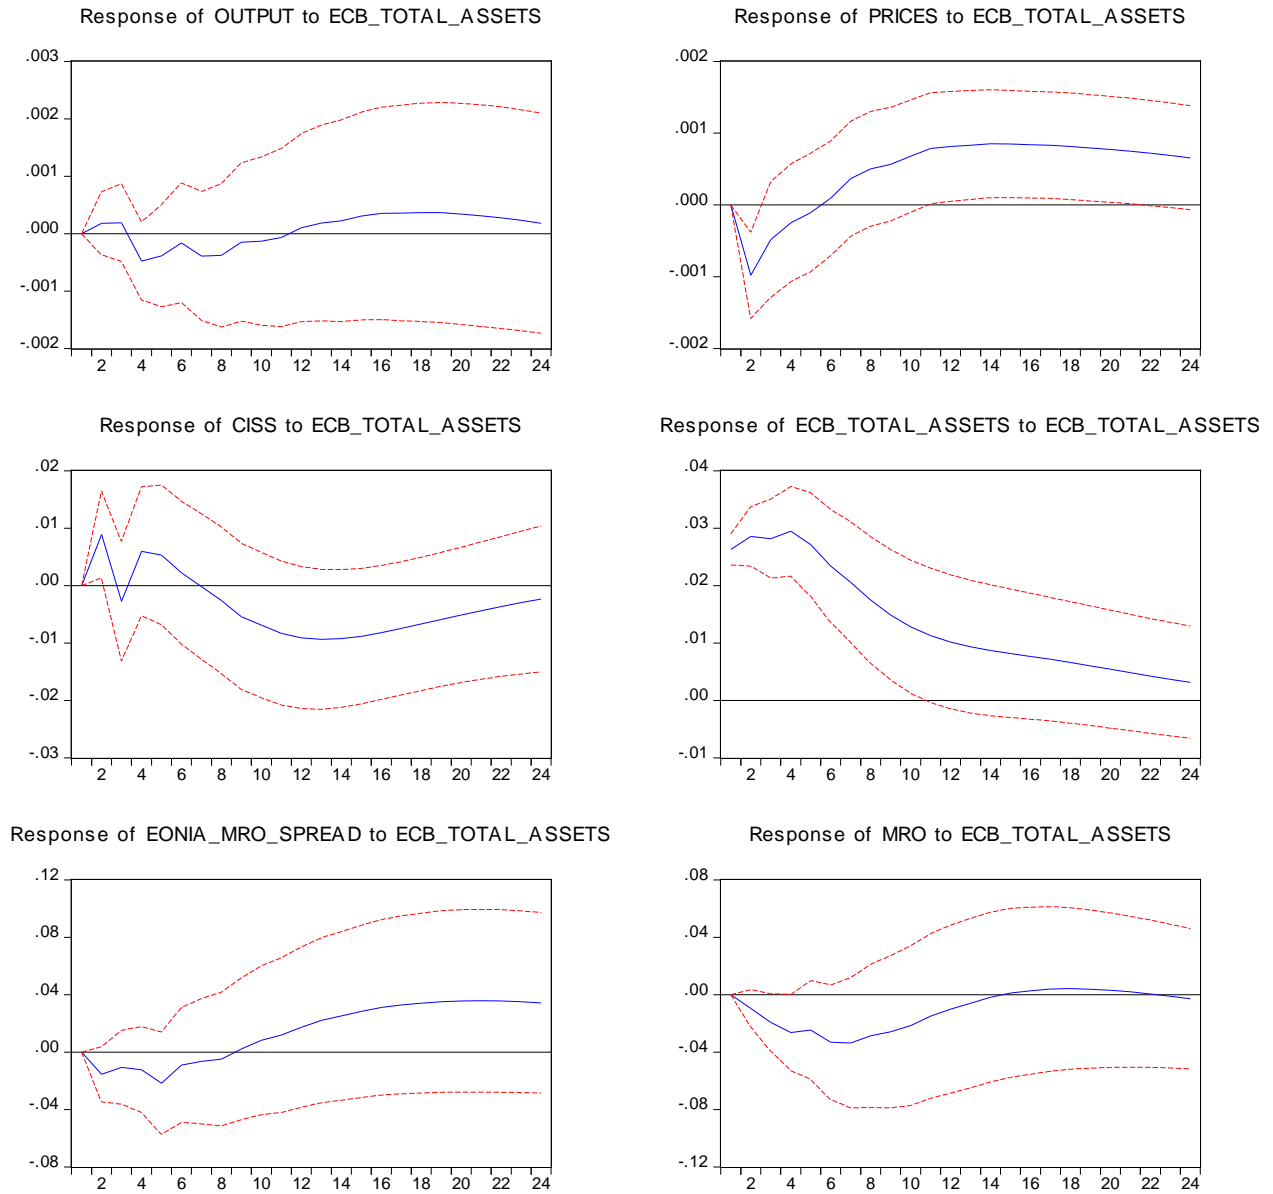 Response of OUTPUT to ECB_TOTAL_ASSETS
.003
.002
.001
.000
-.001
-.002
2 4 6 8 10 12 14 16 18 20 22 24
Response of PRICES to ECB_TOTAL_ASSETS
.002
.001
.000
-.001
-.002
2 4 6 8 10 12 14 16 18 20 22 24
Response of CISS to ECB_TOTAL_ASSETS
.02
.01
.00
-.01
-.02
-.03
2 4 6 8 10 12 14 16 18 20 22 24
Response of ECB_TOTAL_ASSETS to ECB_TOTAL_ASSETS
.04
.03
.02
.01
.00
-.01
2 4 6 8 10 12 14 16 18 20 22 24
Response of EONIA_MRO_SPREAD to ECB_TOTAL_ASSETS
.12
.08
.04
.00
-.04
-.08
2 4 6 8 10 12 14 16 18 20 22 24
Response of MRO to ECB_TOTAL_ASSETS
.08
.04
.00
-.04
-.08
-.12
2 4 6 8 10 12 14 16 18 20 22 24